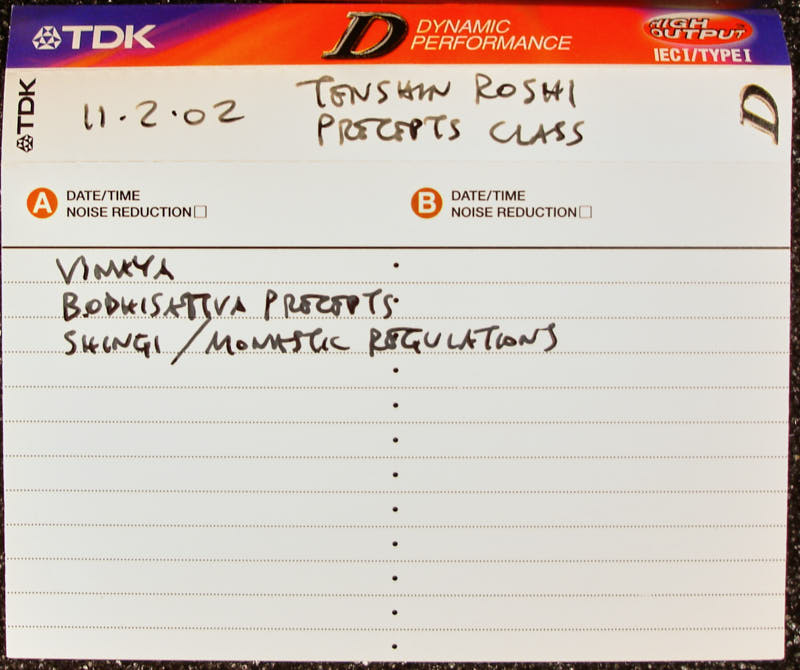 TDK
D DYNAMIC PERFORMANCE
HIGH OUTPUT
IECI/TYPE I
TDK
11.2.02
TENSHIN ROSHI
PRECEPTS CLASS
D
A DATE/TIME
NOISE REDUCTION
B DATE/TIME
NOISE REDUCTION
VINAYA
BODHISATTVA PRECEPTS
SHINGI / MONASTIC REGULATIONS